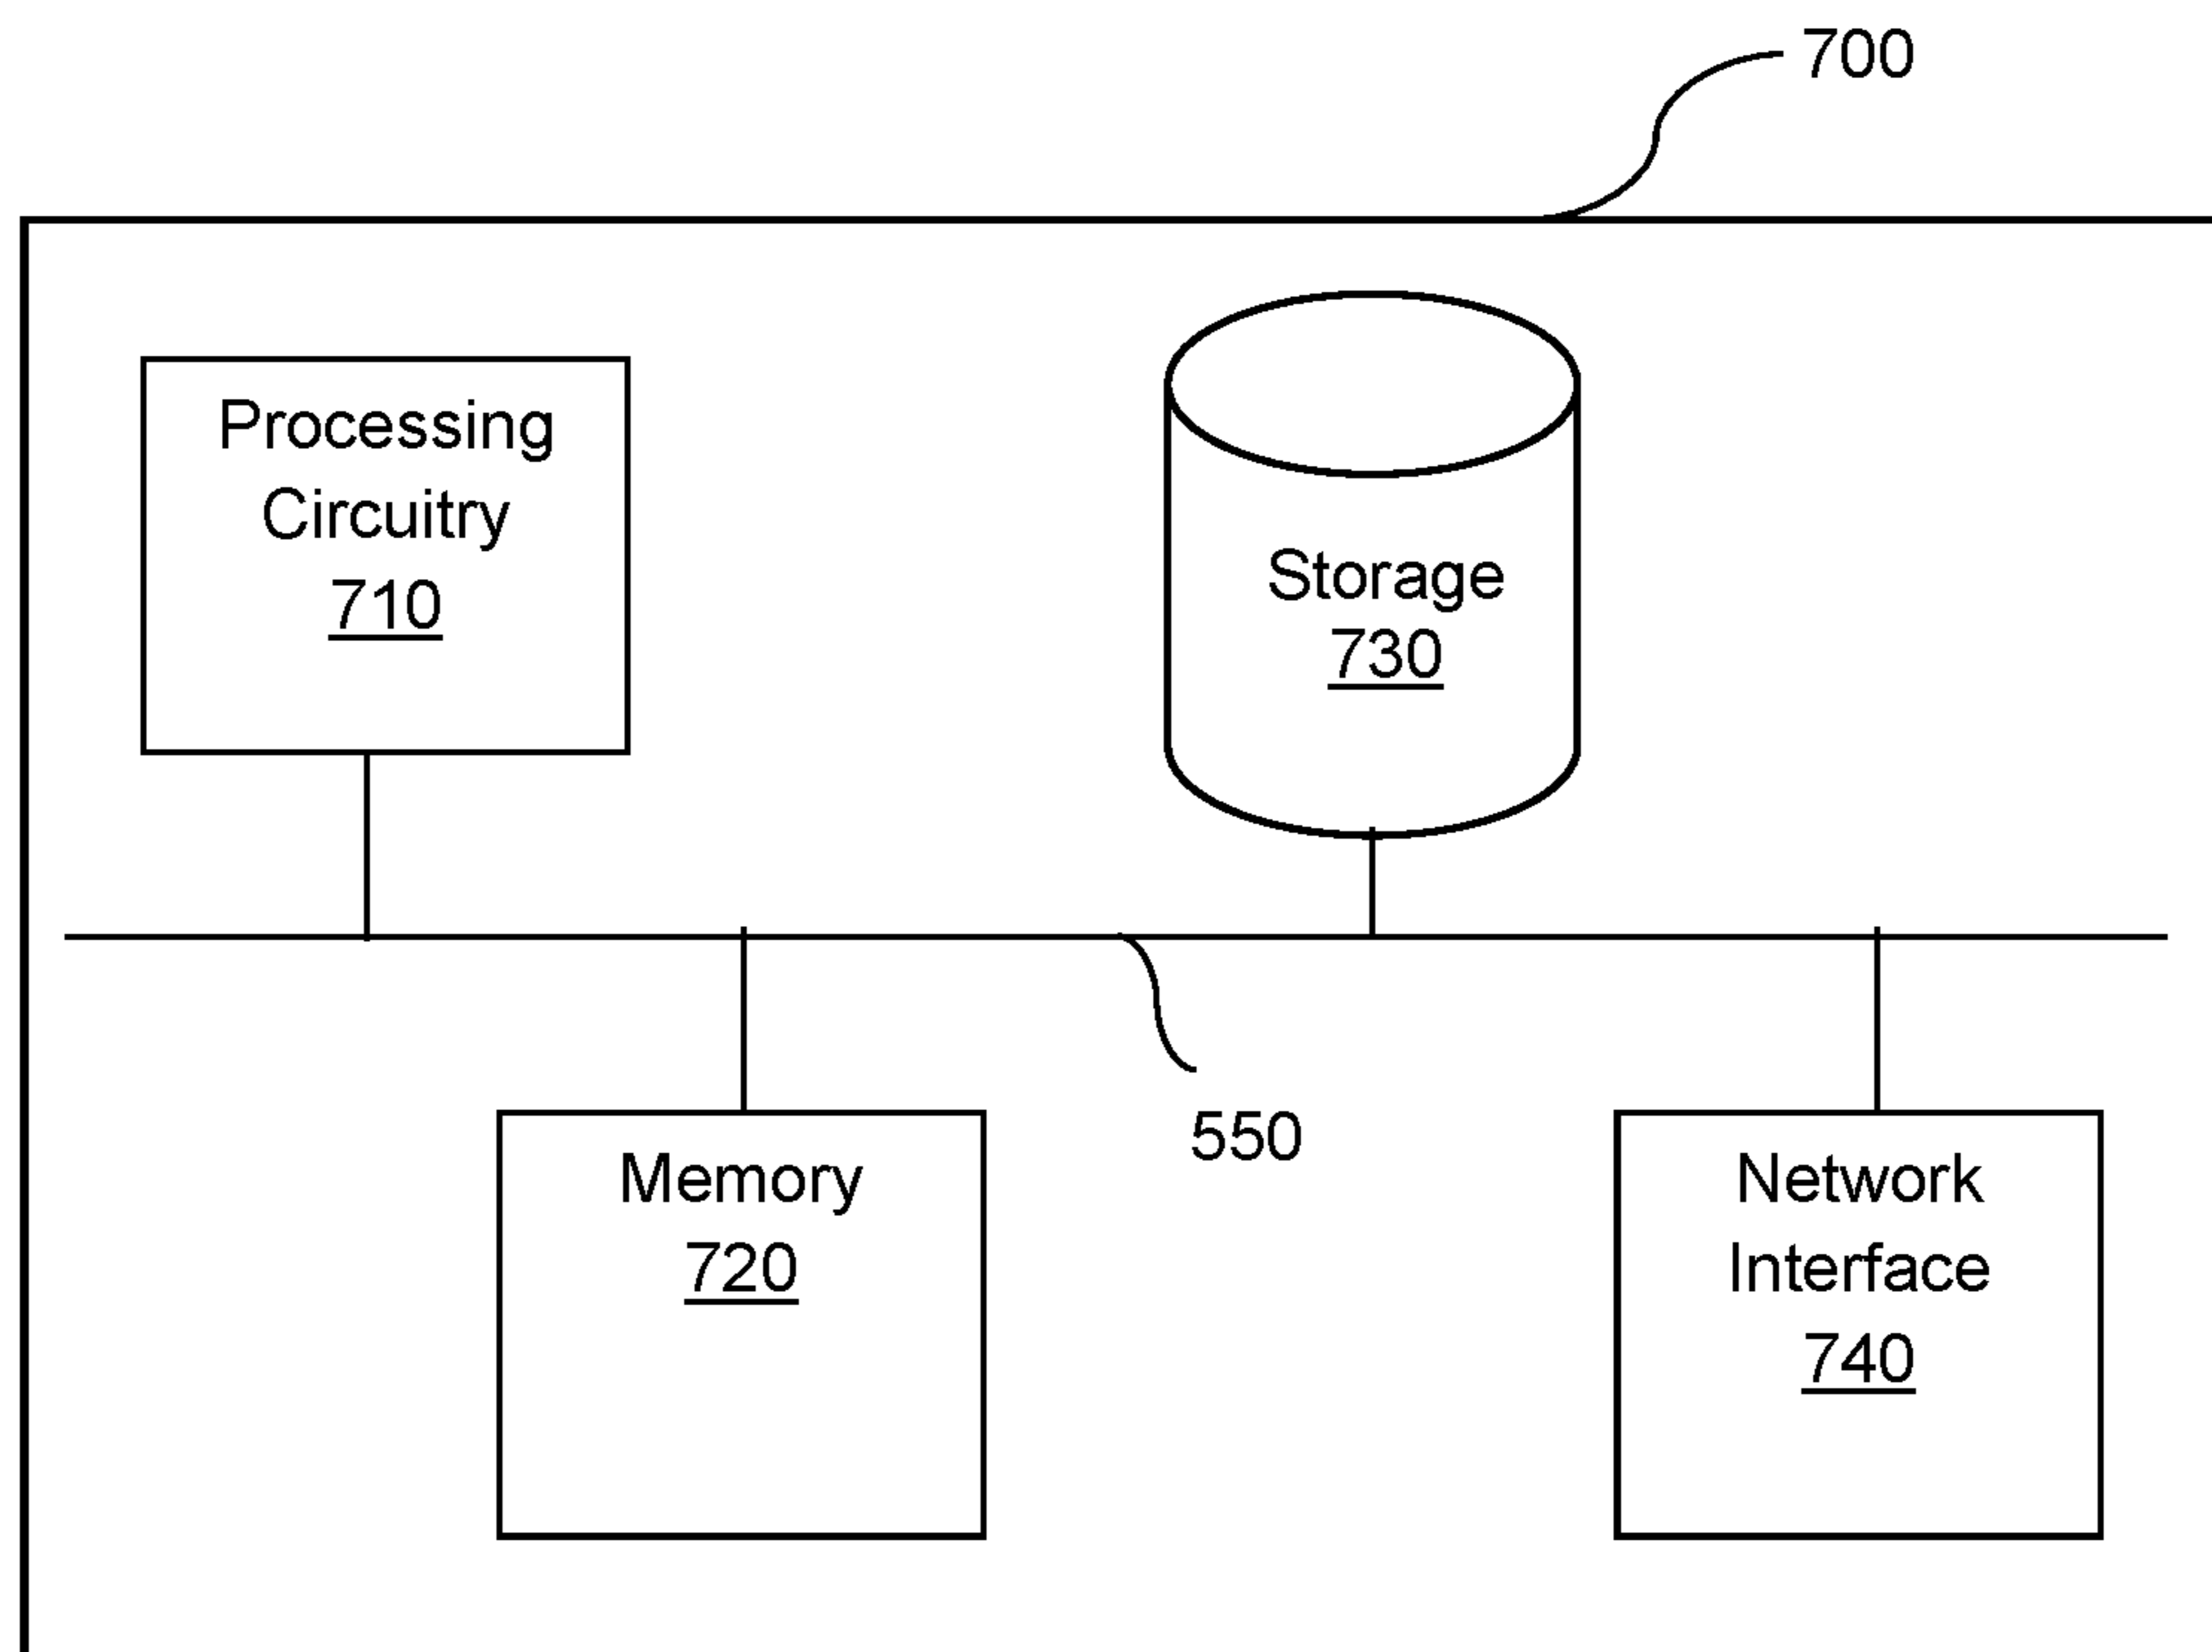 700
Processing
Circuitry
710
Storage
730
550
Memory
720
Network
Interface
740